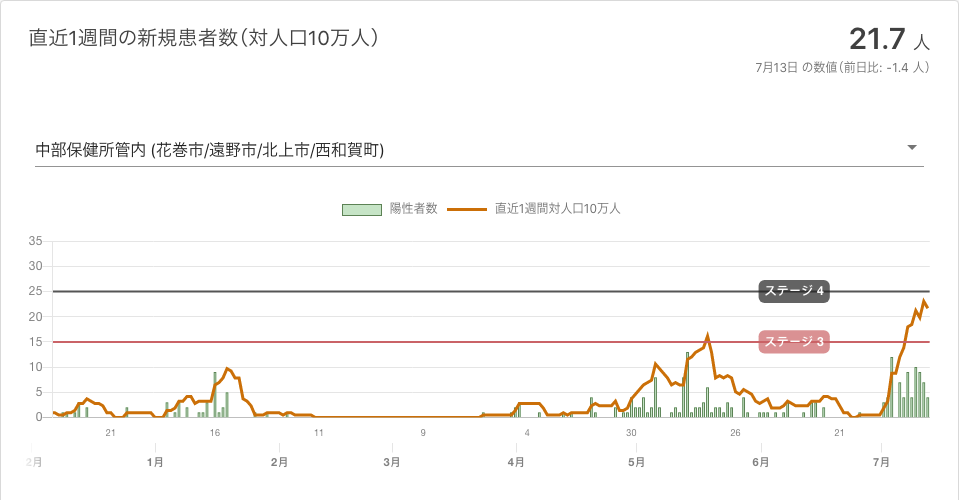 直近1週間の新規患者数(対人口10万人)
21.7 人
7月13日 の数値(前日比: -1.4 人)
中部保健所管内 (花巻市/遠野市/北上市/西和賀町)
陽性者数 直近1週間対人口10万人
35
30
25
20
15
10
5
0
ステージ 4
ステージ 3
21 16 11 9 4 30 26 21
2月 1月 2月 3月 4月 5月 6月 7月